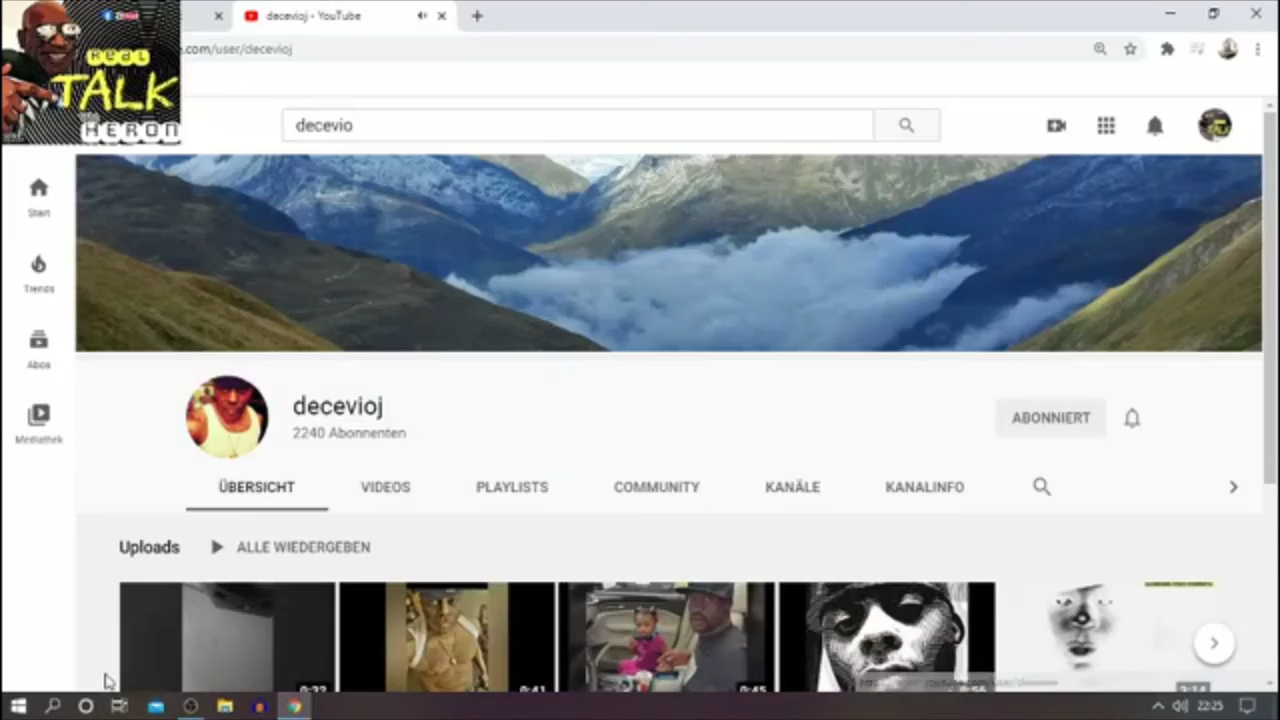 decevioj - YouTube
.com/user/decevioj
REAL
TALK
HERON
decevio
Start
Trends
Abos
Mediathek
decevioj
2240 Abonnenten
ABONNIERT
ÜBERSICHT
VIDEOS
PLAYLISTS
COMMUNITY
KANÄLE
KANALINFO
Uploads
ALLE WIEDERGEBEN
0:41
0:45
22:25